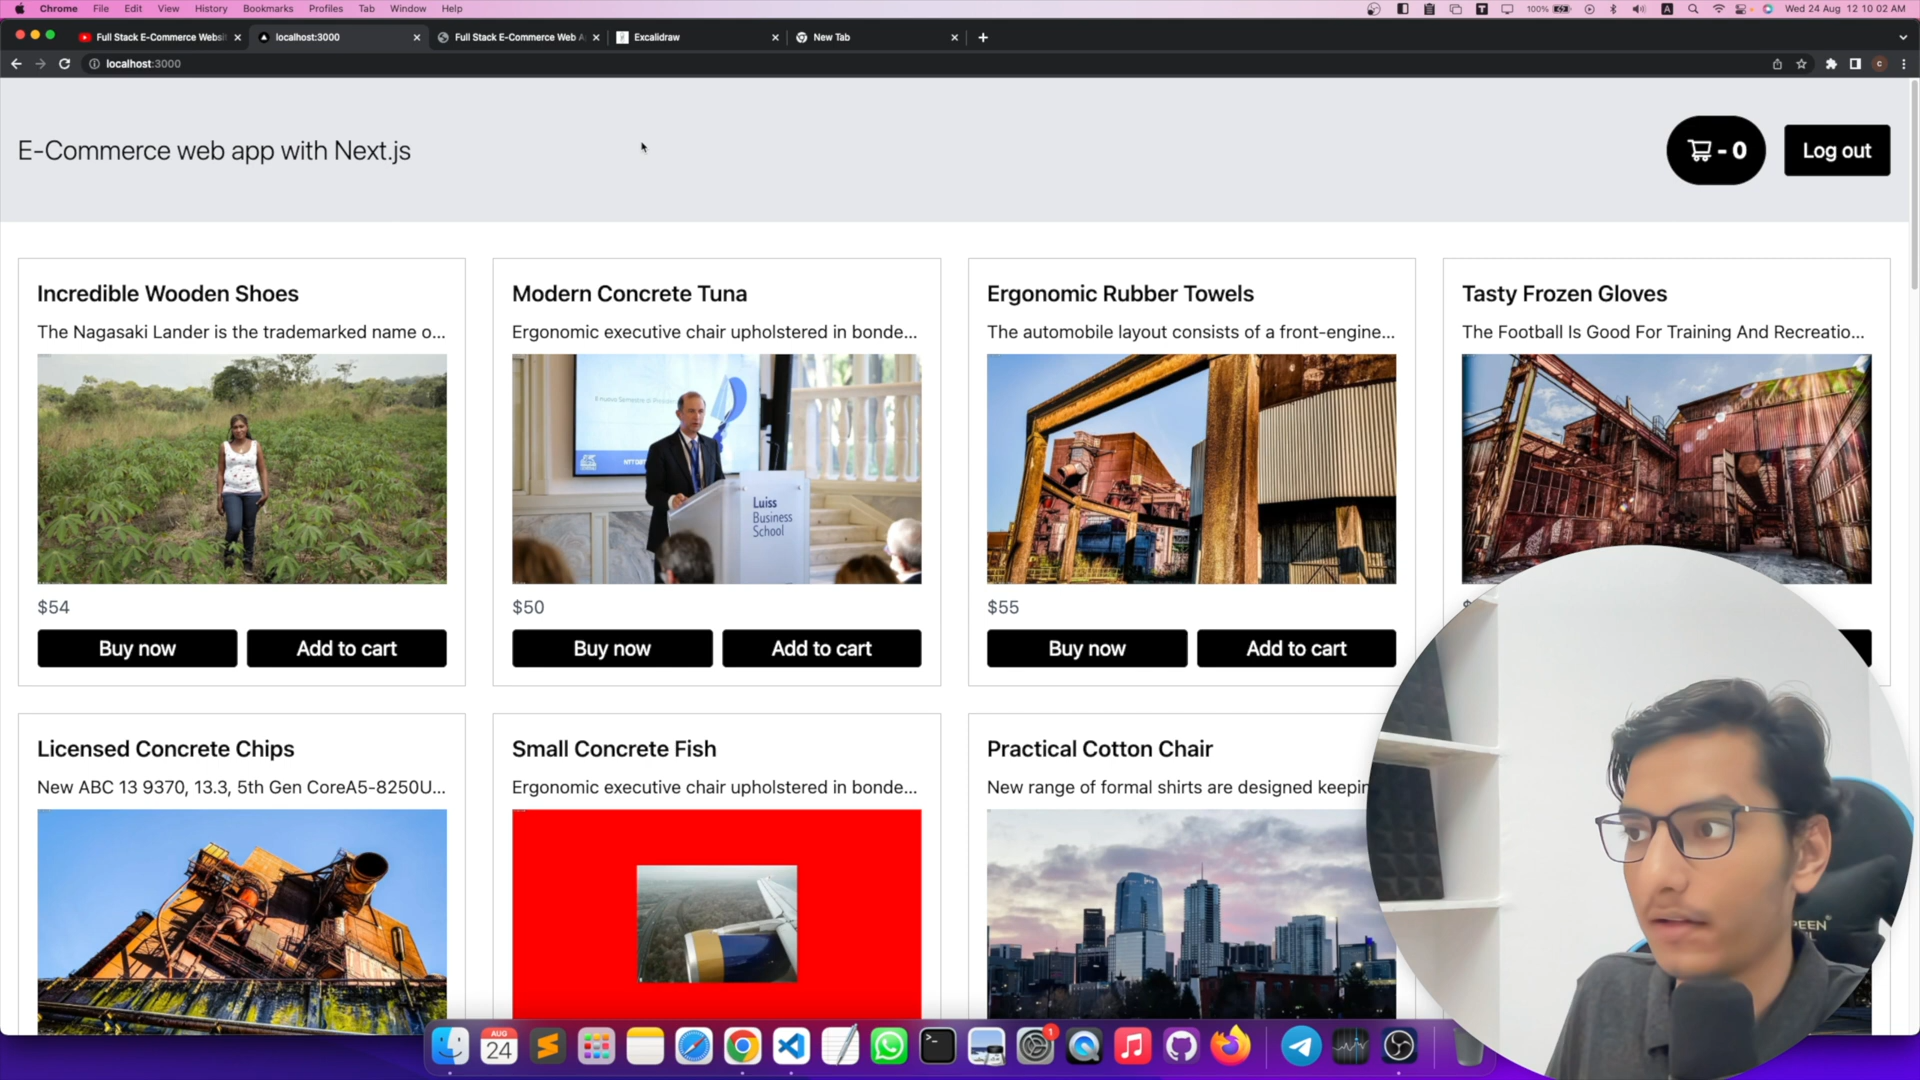 Chrome File Edit View History Bookmarks Profiles Tab Window Help
100% Wed 24 Aug 12 10 02 AM
Full Stack E-Commerce Websi
localhost:3000
Full Stack E-Commerce Web A
Excalidraw
New Tab
localhost:3000
E-Commerce web app with Next.js
- 0
Log out
Incredible Wooden Shoes
The Nagasaki Lander is the trademarked name o...
$54
Buy now
Add to cart
Modern Concrete Tuna
Ergonomic executive chair upholstered in bonde...
Luiss
Business
School
$50
Buy now
Add to cart
Ergonomic Rubber Towels
The automobile layout consists of a front-engine...
$55
Buy now
Add to cart
Tasty Frozen Gloves
The Football Is Good For Training And Recreatio...
Licensed Concrete Chips
New ABC 13 9370, 13.3, 5th Gen CoreA5-8250U...
Small Concrete Fish
Ergonomic executive chair upholstered in bonde...
Practical Cotton Chair
New range of formal shirts are designed keepin
AUG
24
1